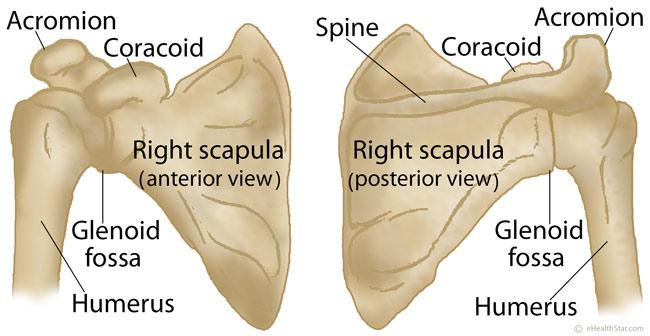 Acromion
Coracoid
Right scapula
(anterior view)
Glenoid
fossa
Humerus
Spine
Coracoid
Acromion
Right scapula
(posterior view)
Glenoid
fossa
Humerus
© eHealthStar.com